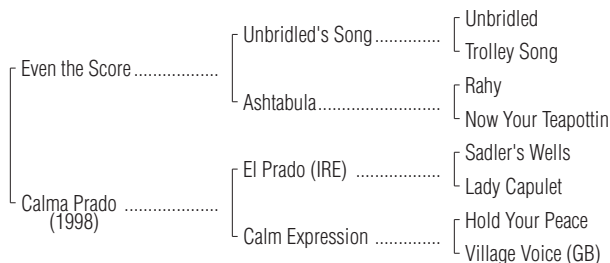 Unbridled
Unbridled's Song..............
Trolley Song
Even the Score..................
Rahy
Ashtabula..........................
Now Your Teapottin
Sadler's Wells
El Prado (IRE) ..................
Lady Capulet
Calma Prado ....................
(1998)
Hold Your Peace
Calm Expression ..............
Village Voice (GB)